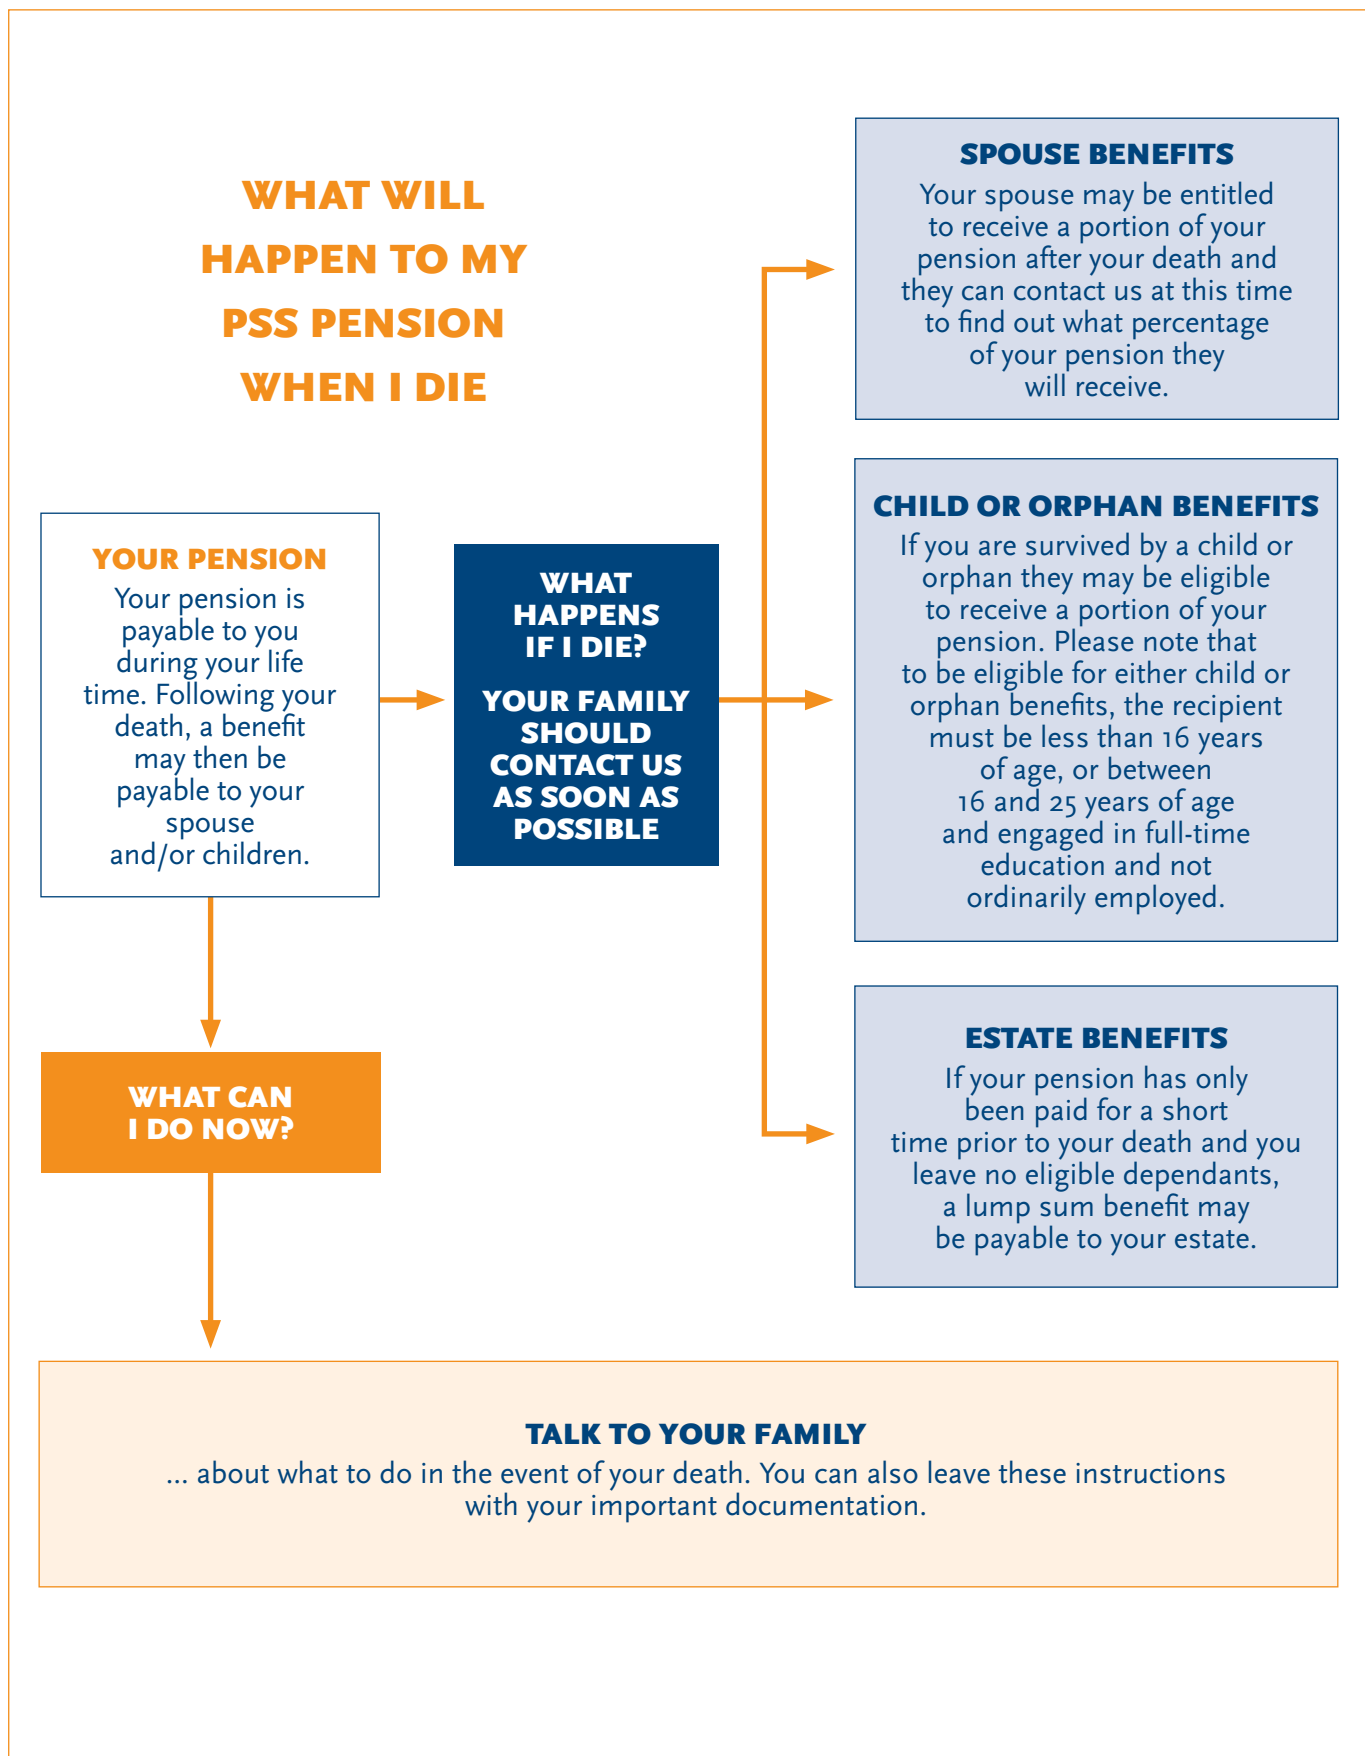 WHAT WILL
HAPPEN TO MY
PSS PENSION
WHEN I DIE
YOUR PENSION
Your pension is
payable to you
during your life
time. Following your
death, a benefit
may then be
payable to your
spouse
and/or children.
WHAT
HAPPENS
IF I DIE?
YOUR FAMILY
SHOULD
CONTACT US
AS SOON AS
POSSIBLE
SPOUSE BENEFITS
Your spouse may be entitled
to receive a portion of your
pension after your death and
they can contact us at this time
to find out what percentage
of your pension they
will receive.
CHILD OR ORPHAN BENEFITS
If you are survived by a child or
orphan they may be eligible
to receive a portion of your
pension. Please note that
to be eligible for either child or
orphan benefits, the recipient
must be less than 16 years
of age, or between
16 and 25 years of age
and engaged in full-time
education and not
ordinarily employed.
ESTATE BENEFITS
If your pension has only
been paid for a short
time prior to your death and you
leave no eligible dependants,
a lump sum benefit may
be payable to your estate.
WHAT CAN
I DO NOW?
TALK TO YOUR FAMILY
... about what to do in the event of your death. You can also leave these instructions
with your important documentation.